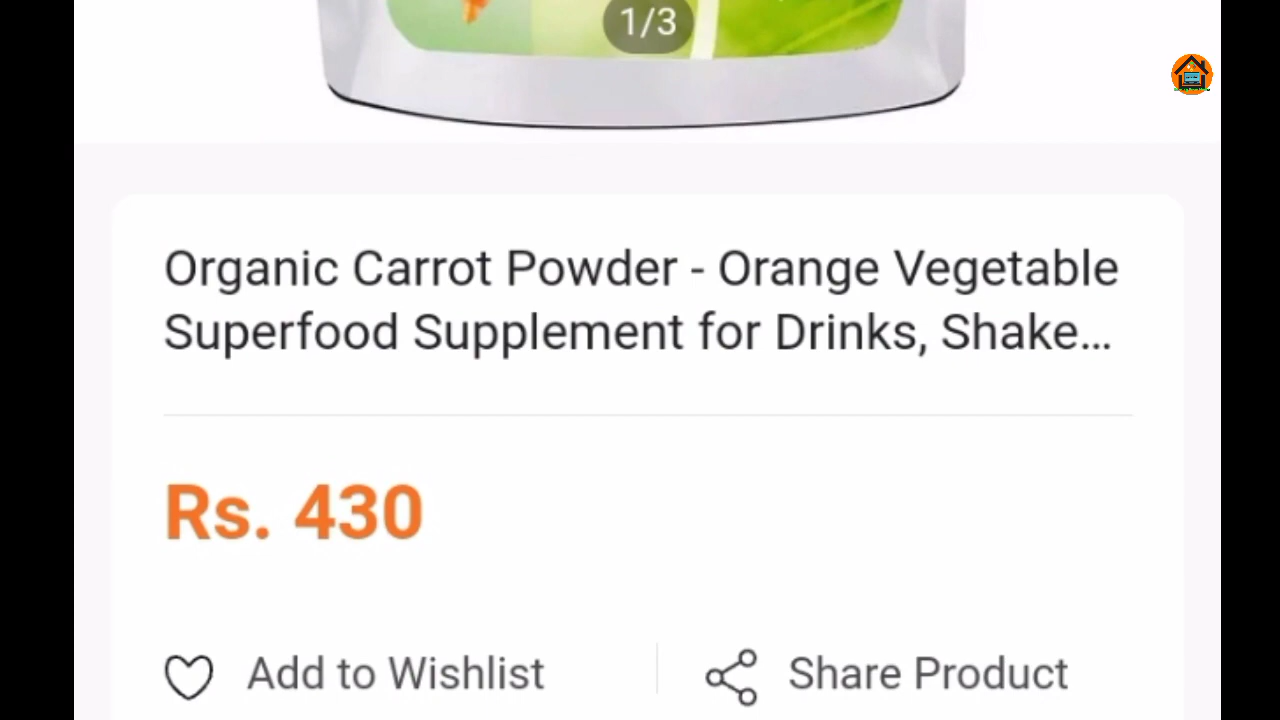 1/3
Organic Carrot Powder - Orange Vegetable
Superfood Supplement for Drinks, Shake...
Rs. 430
Add to Wishlist
Share Product